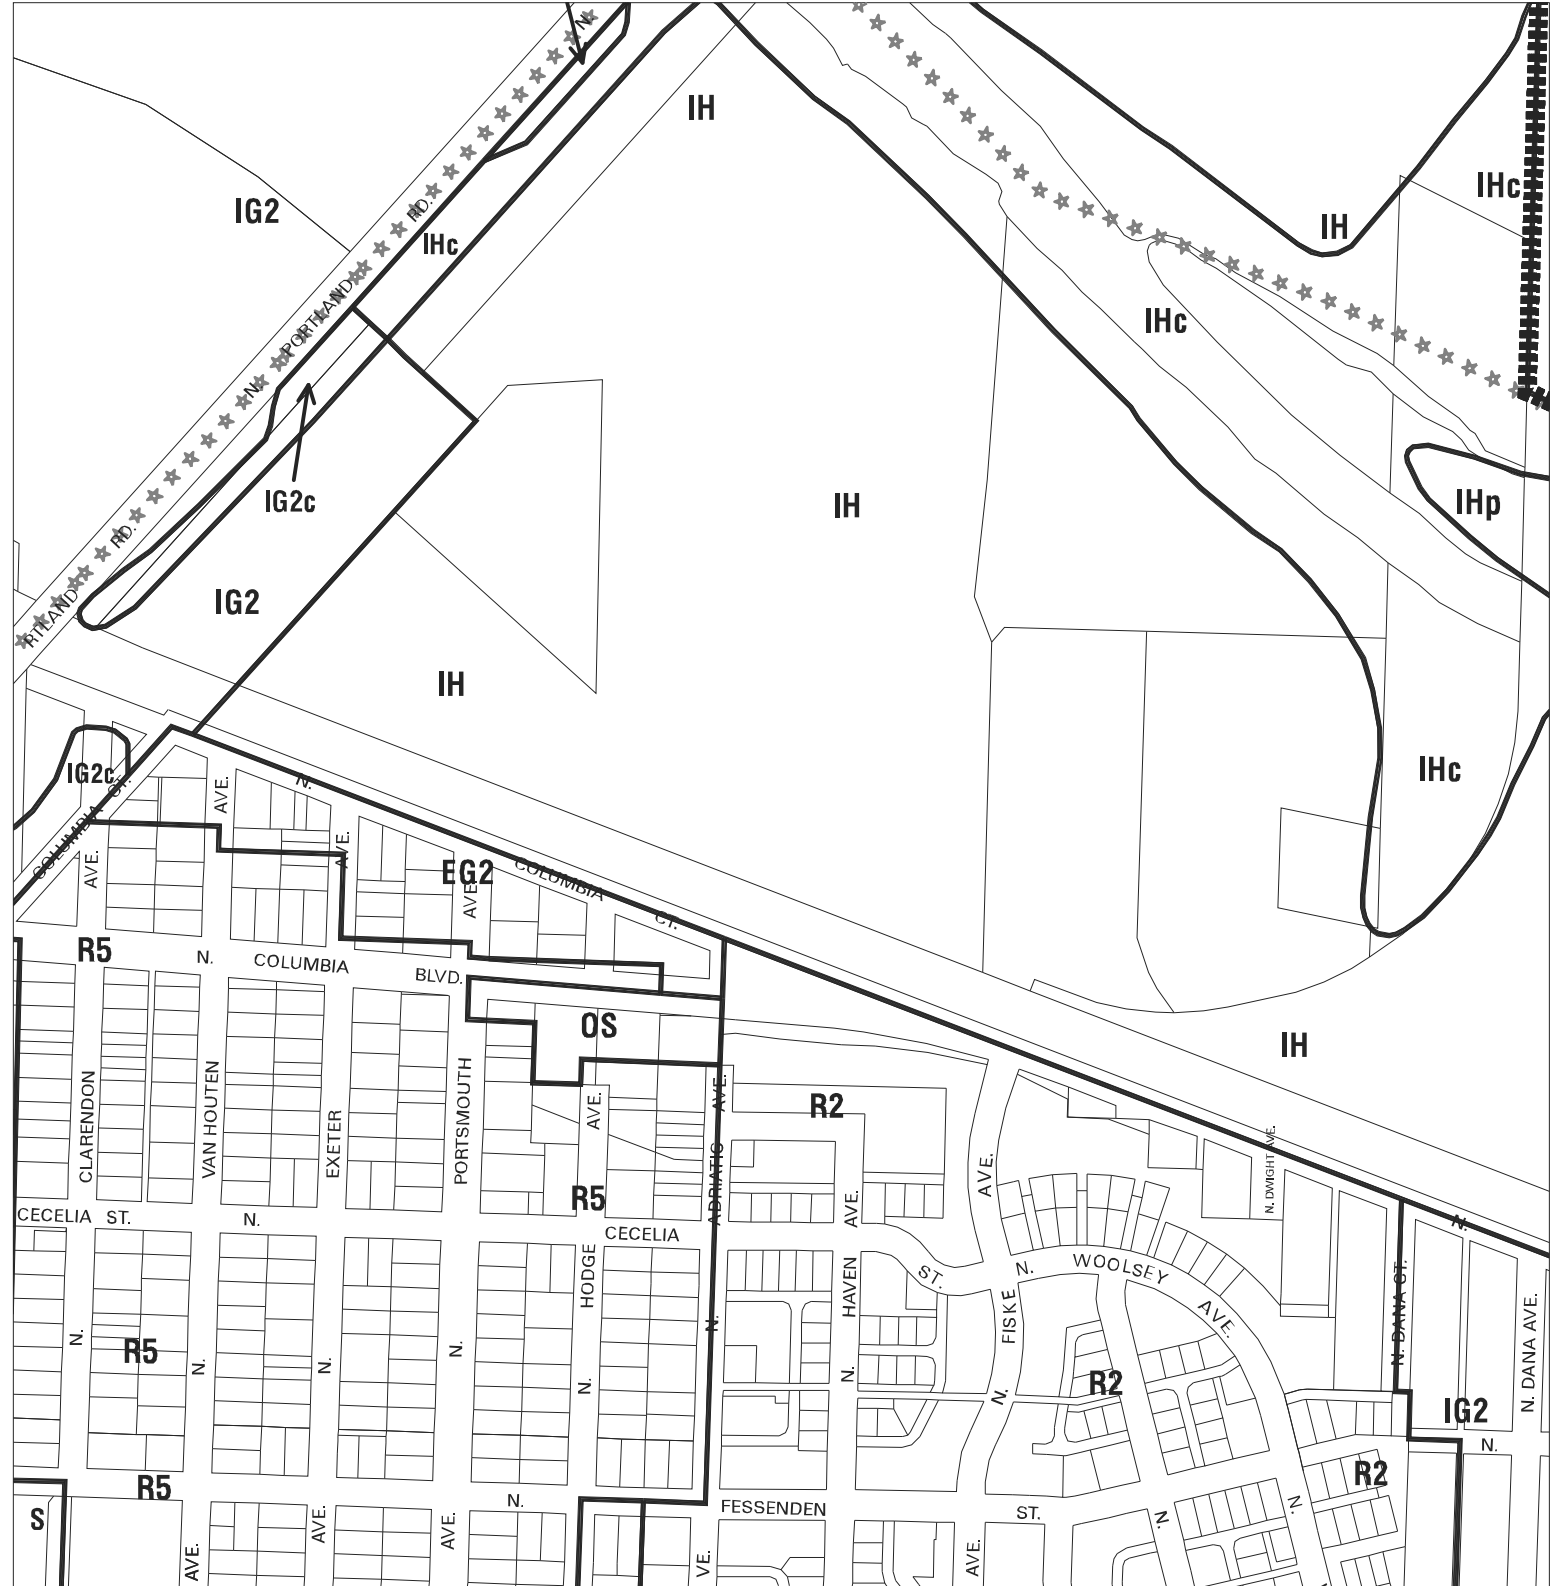 N.
IH
IHc
IG2
RD.
IH
IHc
PORTLAND
IHc
N.
IG2c
IH
IHp
RD.
IG2
RTLAND
IH
IHc
IG2c
CT.
N.
AVE.
COLUMBIA
AVE.
AVE.
EG2
COLUMBIA
AVE.
CT.
R5
N.
COLUMBIA
BLVD.
OS
IH
R2
AVE.
AVE.
CLARENDON
VAN HOUTEN
EXETER
PORTSMOUTH
ADRIATIC
AVE.
AVE.
N. DWIGHT AVE.
R5
CECELIA
ST.
N.
CECELIA
N.
HODGE
HAVEN
ST.
N.
WOOLSEY
AVE.
FISKE
N. DANA CT.
N. DANA AVE.
N.
R5
N.
N.
N.
N.
N.
N.
N.
R2
IG2
N.
R5
R2
S
N.
FESSENDEN
ST.
N.
N.
AVE.
AVE.
AVE.
VE.
AVE.